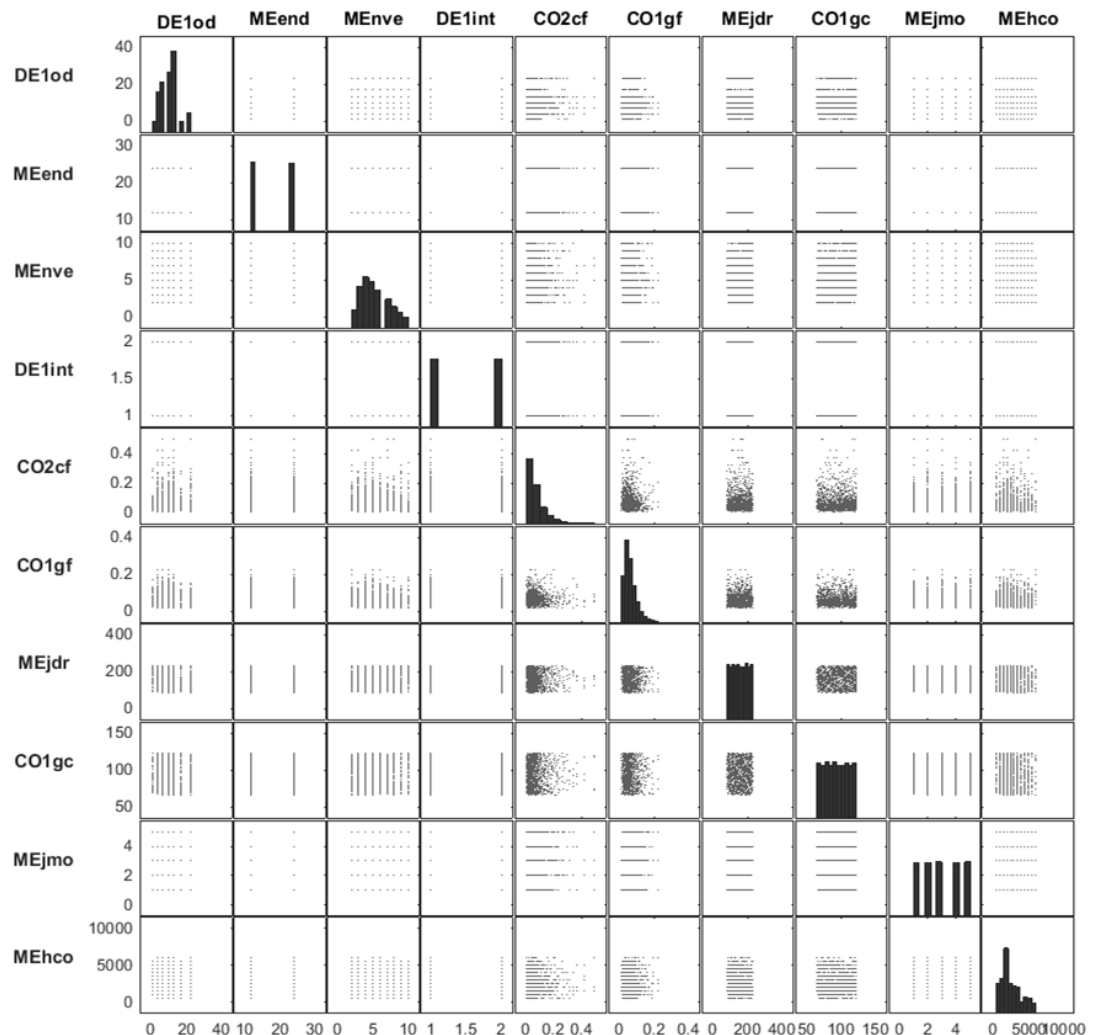 DE1od MEend MEnve DE1int CO2cf CO1gf MEjdr CO1gc MEjmo MEhco
40
DE1od
20
0
30
MEend
20
10
10
MEnve
5
0
2
DE1int
1.5
1
0.4
CO2cf
0.2
0
0.4
CO1gf
0.2
0
400
MEjdr
200
0
150
CO1gc
100
50
4
MEjmo
2
0
10000
MEhco
5000
0
0 20 40 10 20 30 0 5 10 1 1.5 2 0 0.2 0.4 0 0.2 0.4 0 200 400 50 100 150 0 2 4 5000 10000